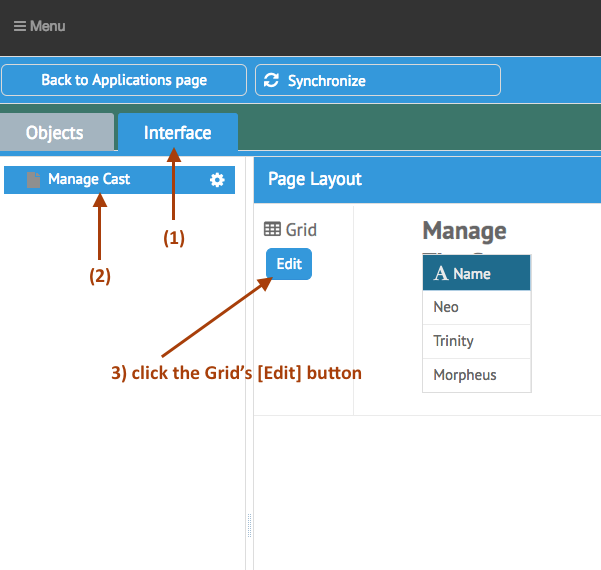 Menu
Back to Applications page
Synchronize
Objects
Interface
Manage Cast
Page Layout
(1)
(2)
Grid
Edit
3) click the Grid's [Edit] button
Manage
A Name
Neo
Trinity
Morpheus